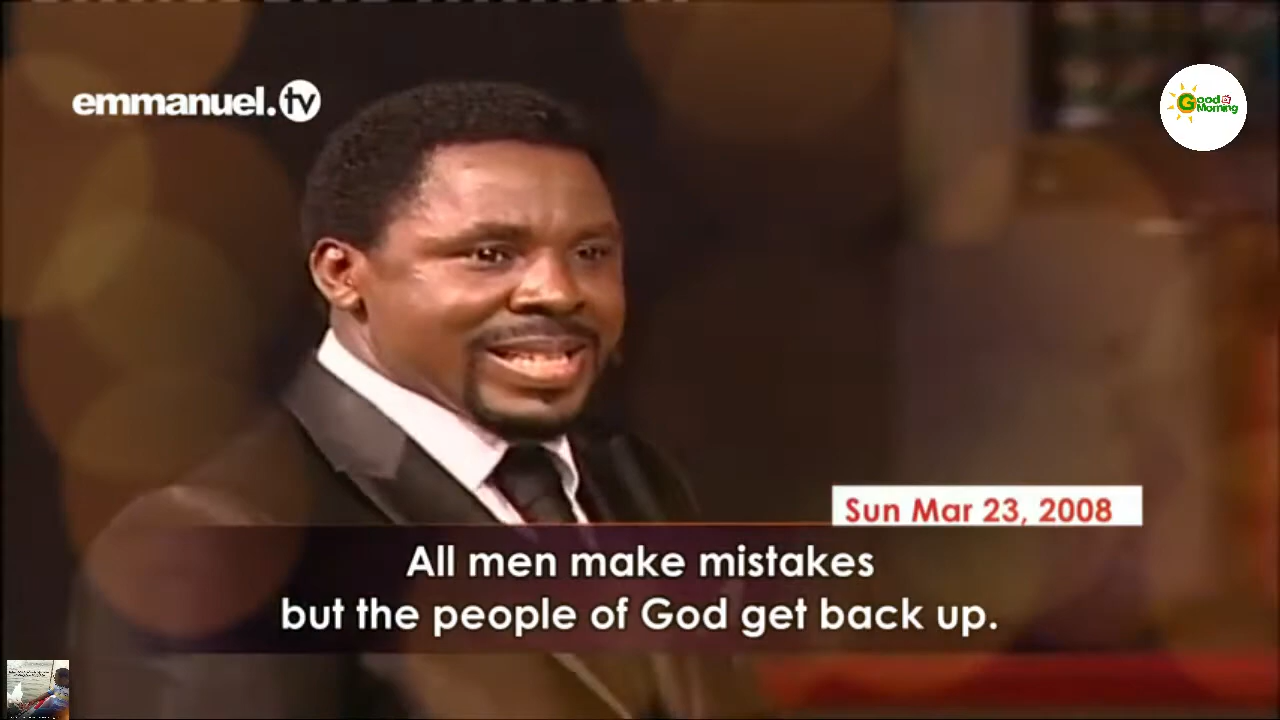 emmanuel.tv
Good
Morning
Sun Mar 23, 2008
All men make mistakes
but the people of God get back up.